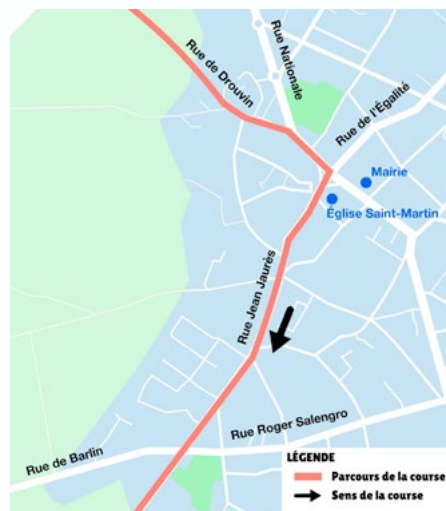 Rue de Drouvin
Rue Nationale
Rue de l'Égalité
Mairie
Église Saint-Martin
Rue Jean Jaurès
Rue Roger Salengro
Rue de Barlin
LÉGENDE
Parcours de la course
Sens de la course